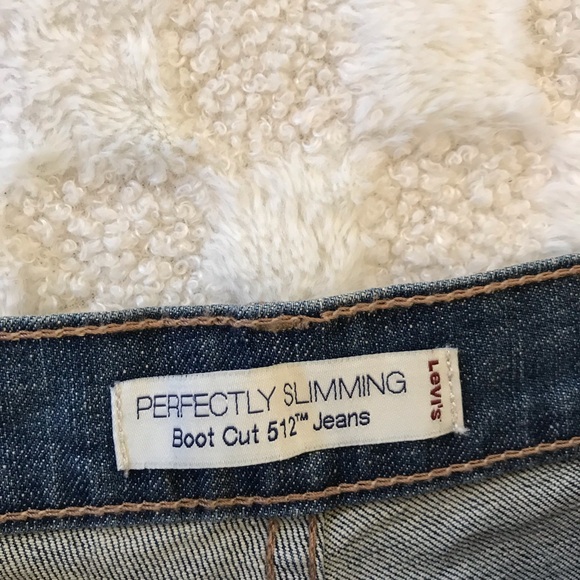 PERFECTLY SLIMMING
Boot Cut 512™ Jeans
Levi's